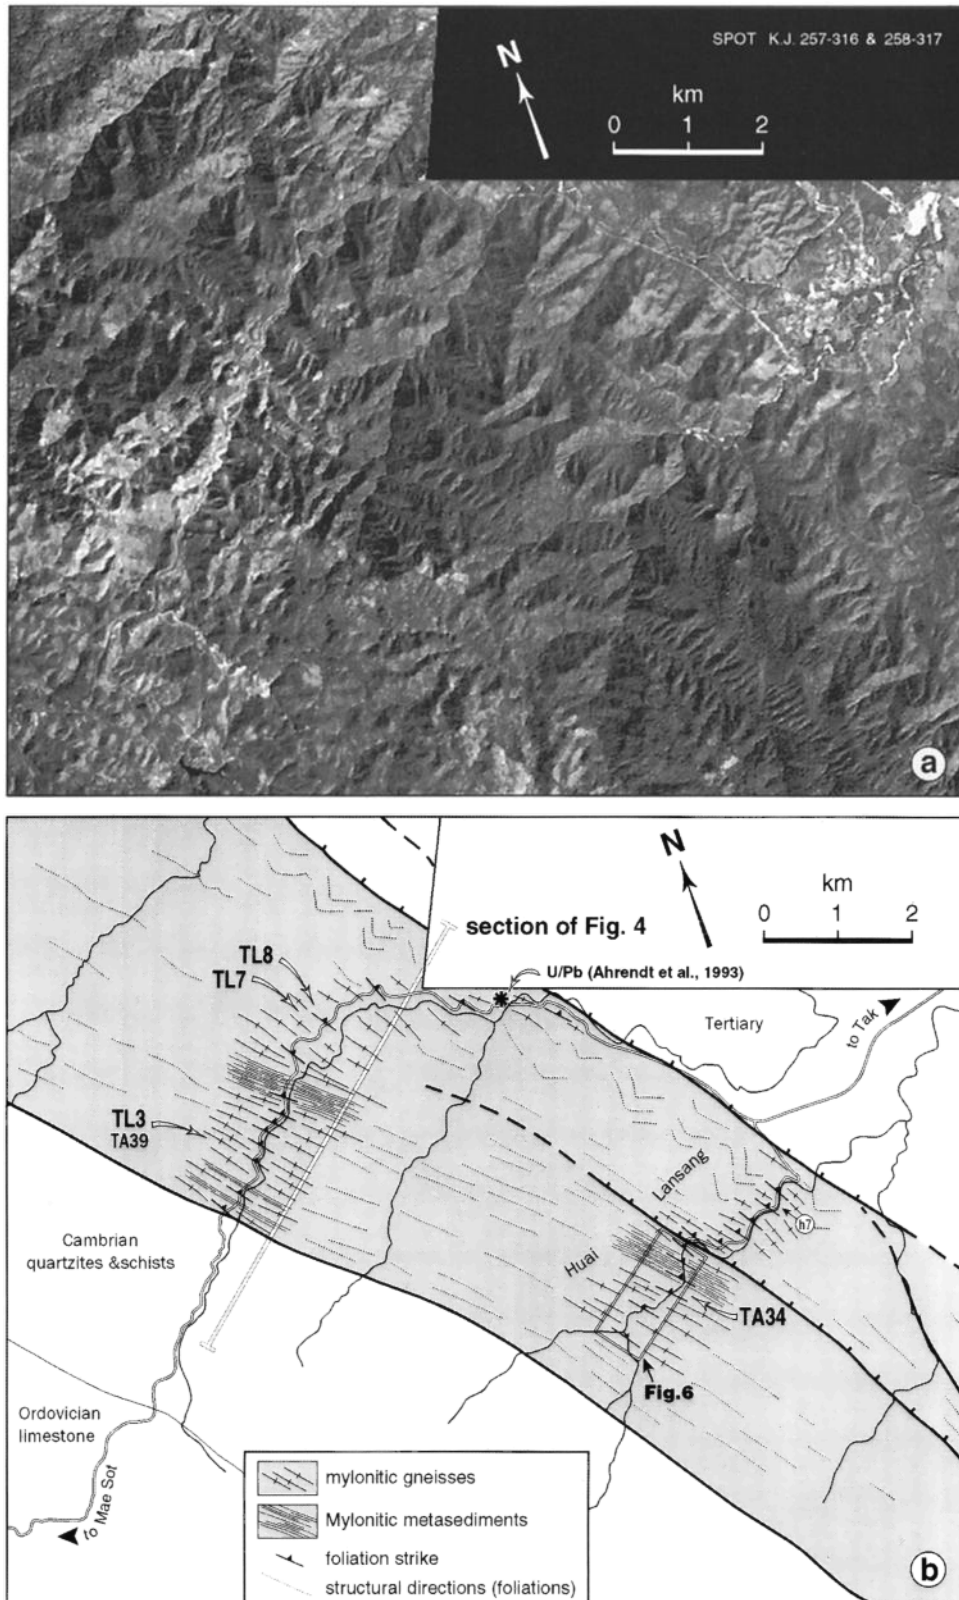 SPOT K.J. 257-316 & 258-317
N
km
0 1 2
a
N
km
0 1 2
section of Fig. 4
U/Pb (Ahrendt et al., 1993)
TL8
TL7
Tertiary
to Tak
TL3
TA39
Lansang
h7
Huai
Cambrian
quartzites &schists
TA34
Fig.6
Ordovician
limestone
to Mae Sot
mylonitic gneisses
Mylonitic metasediments
foliation strike
structural directions (foliations)
b